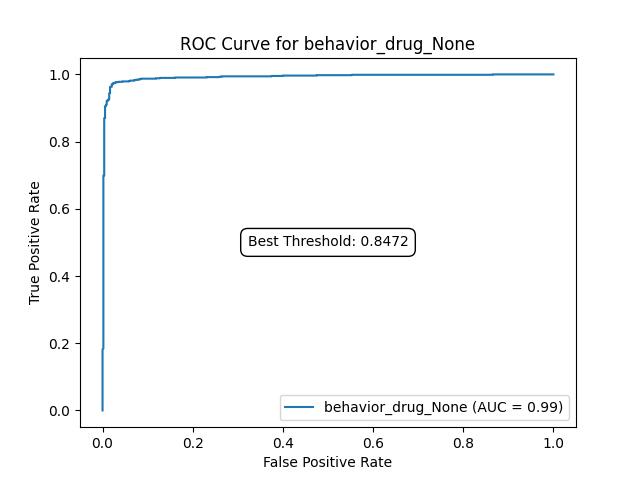 ROC Curve for behavior_drug_None
True Positive Rate
1.0
0.8
0.6
0.4
0.2
0.0
Best Threshold: 0.8472
behavior_drug_None (AUC = 0.99)
0.0 0.2 0.4 0.6 0.8 1.0
False Positive Rate